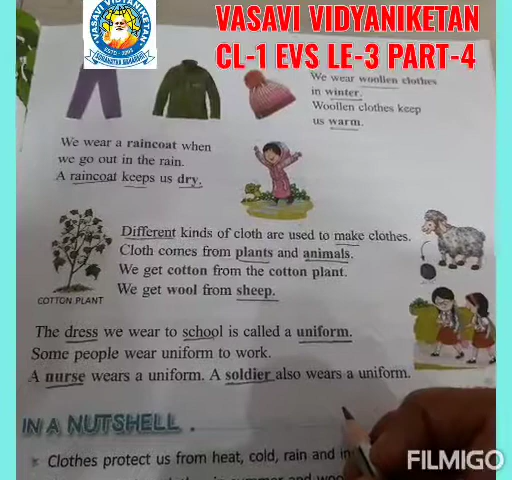 VASAVI VIDYANIKETAN
CL-1 EVS LE-3 PART-4
VASAVI VIDYANIKETAN
We wear woollen clothes
in winter.
Woollen clothes keep
us warm.
We wear a raincoat when
we go out in the rain.
A raincoat keeps us dry.
Different kinds of cloth are used to make clothes.
Cloth comes from plants and animals.
We get cotton from the cotton plant.
We get wool from sheep.
COTTON PLANT
The dress we wear to school is called a uniform.
Some people wear uniform to work.
A nurse wears a uniform. A soldier also wears a uniform.
IN A NUTSHELL
Clothes protect us from heat, cold, rain and in
FILMIGO